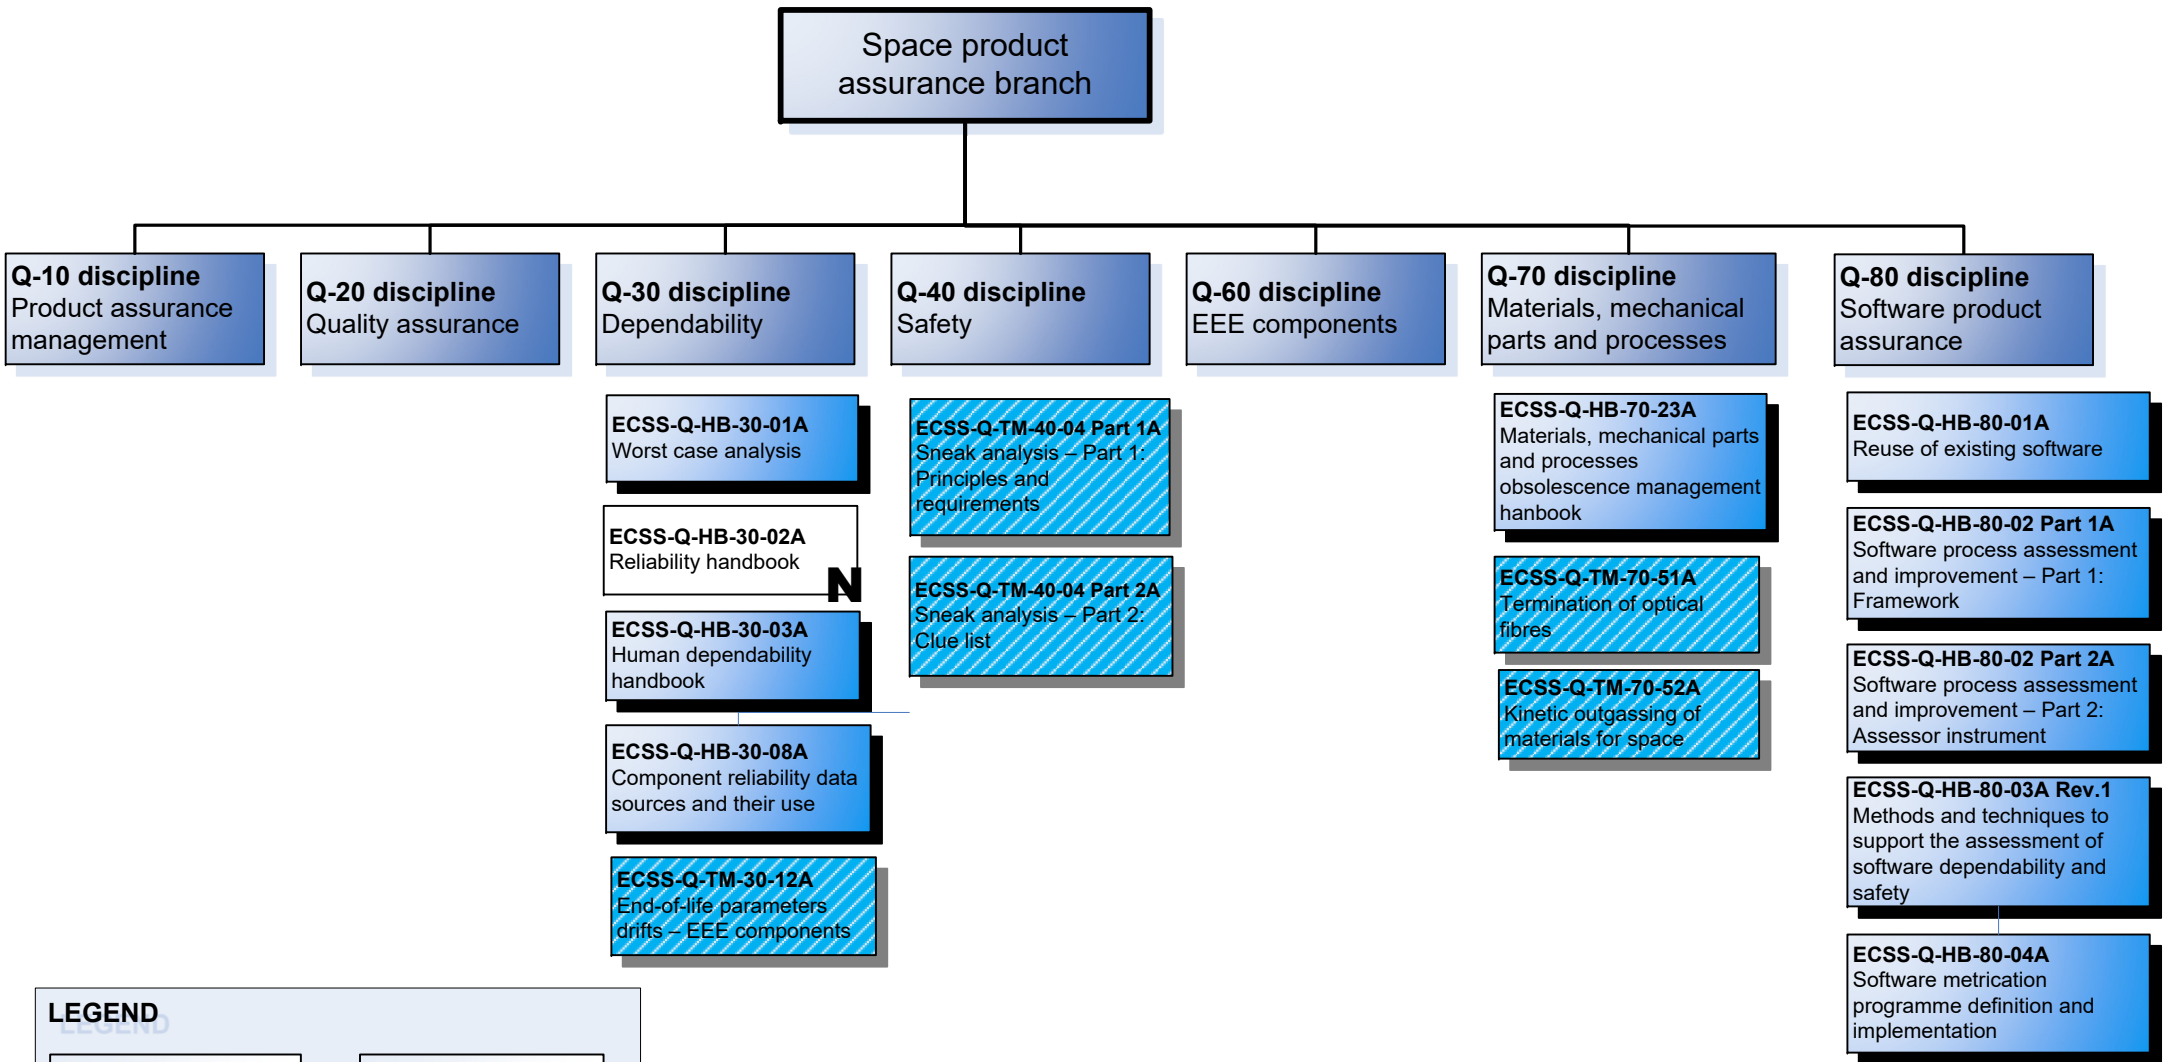 Space product
assurance branch
Q-10 discipline
Product assurance
management
Q-20 discipline
Quality assurance
Q-30 discipline
Dependability
Q-40 discipline
Safety
Q-60 discipline
EEE components
Q-70 discipline
Materials, mechanical
parts and processes
Q-80 discipline
Software product
assurance
ECSS-Q-HB-30-01A
Worst case analysis
ECSS-Q-HB-30-02A
Reliability handbook
N
ECSS-Q-HB-30-03A
Human dependability
handbook
ECSS-Q-HB-30-08A
Component reliability data
sources and their use
ECSS-Q-TM-30-12A
End-of-life parameters
drifts – EEE components
ECSS-Q-TM-40-04 Part 1A
Sneak analysis – Part 1:
Principles and
requirements
ECSS-Q-TM-40-04 Part 2A
Sneak analysis – Part 2:
Clue list
ECSS-Q-HB-70-23A
Materials, mechanical parts
and processes
obsolescence management
hanbook
ECSS-Q-TM-70-51A
Termination of optical
fibres
ECSS-Q-TM-70-52A
Kinetic outgassing of
materials for space
ECSS-Q-HB-80-01A
Reuse of existing software
ECSS-Q-HB-80-02 Part 1A
Software process assessment
and improvement – Part 1:
Framework
ECSS-Q-HB-80-02 Part 2A
Software process assessment
and improvement – Part 2:
Assessor instrument
ECSS-Q-HB-80-03A Rev.1
Methods and techniques to
support the assessment of
software dependability and
safety
ECSS-Q-HB-80-04A
Software metrication
programme definition and
implementation
LEGEND